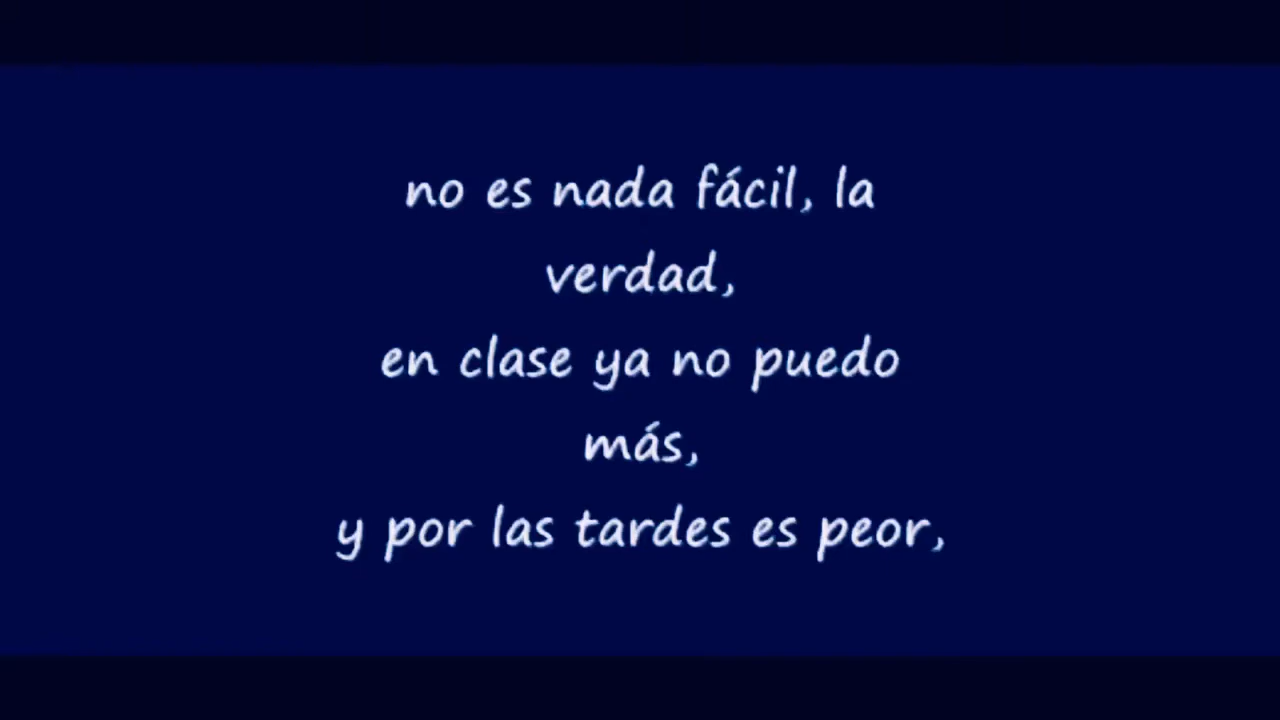 no es nada fácil, la
verdad,
en clase ya no puedo
más,
y por las tardes es peor,